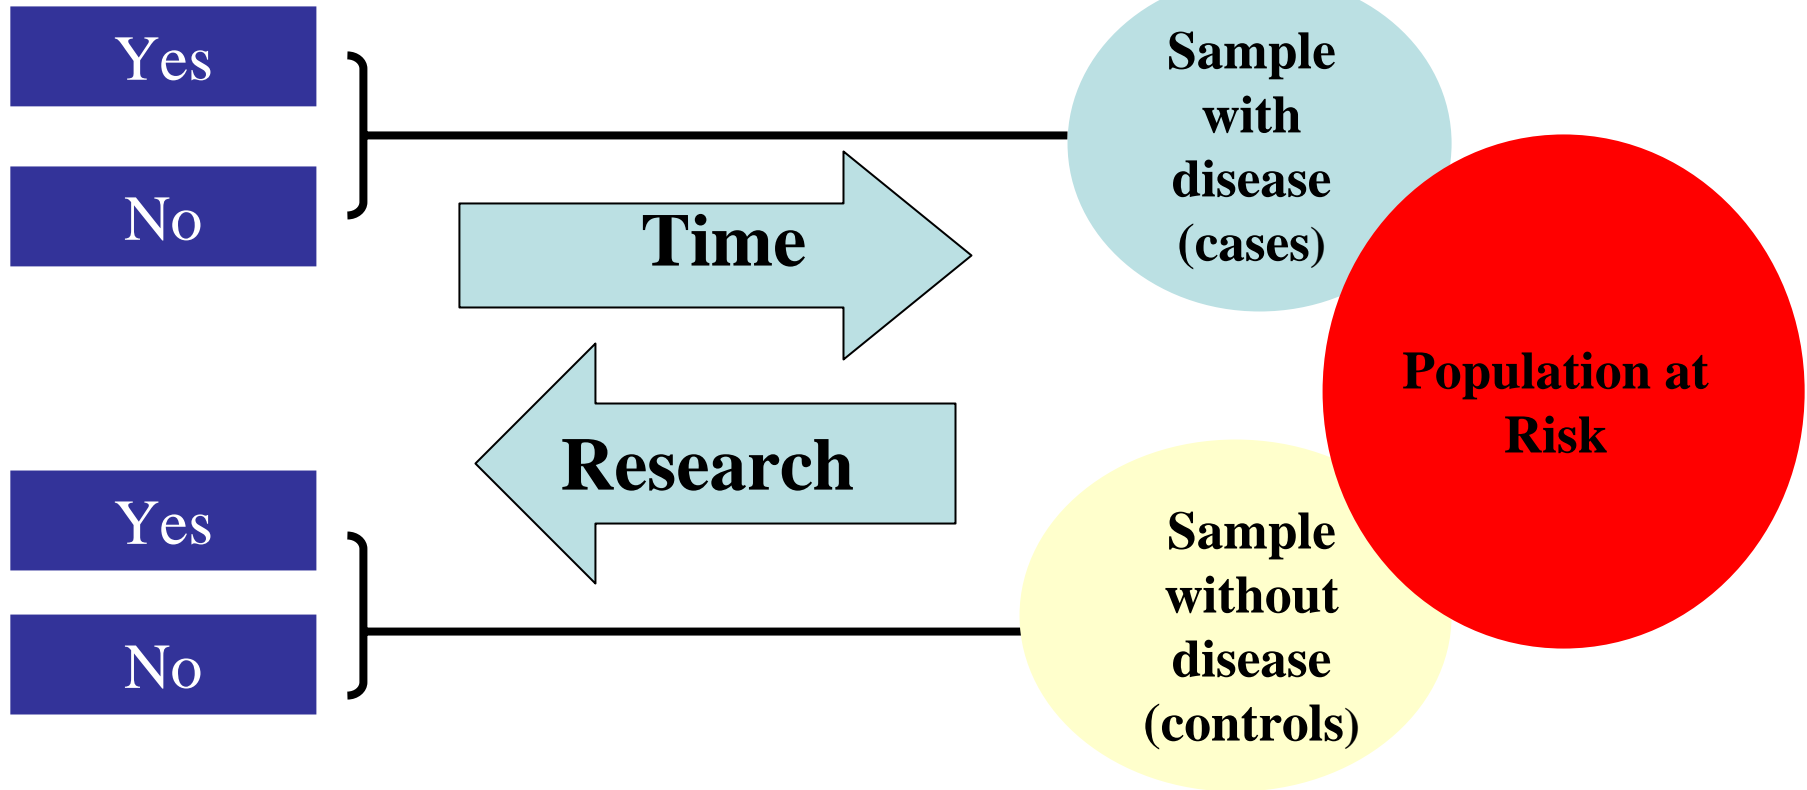 Yes
No
Time
Sample
with
disease
(cases)
Population at
Risk
Research
Yes
No
Sample
without
disease
(controls)